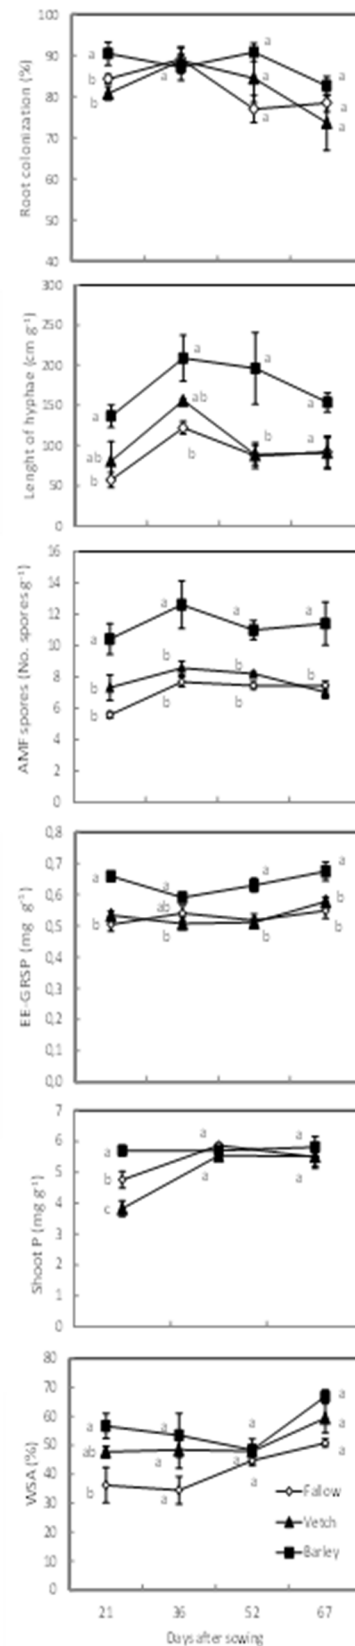 Root colonization (%)
100
90
80
70
60
50
40
a
b
b
a
a
a
a
a
a
a
Lenght of hyphae (cm g⁻¹)
300
250
200
150
100
50
0
a
ab
b
a
ab
b
a
b
a
a
AMF spores (No. spores g⁻¹)
16
14
12
10
8
6
4
2
0
a
b
b
a
b
b
a
b
b
a
EE-GRSP (mg g⁻¹)
0,8
0,7
0,6
0,5
0,4
0,3
0,2
0,1
0,0
a
b
a
ab
b
a
b
a
b
b
Shoot P (mg g⁻¹)
7
6
5
4
3
2
1
0
a
b
c
a
a
a
a
WSA (%)
80
70
60
50
40
30
20
10
0
a
ab
b
a
a
a
a
a
a
a
a
a
Fallow
Vetch
Barley
21 36 52 67
Days after sowing